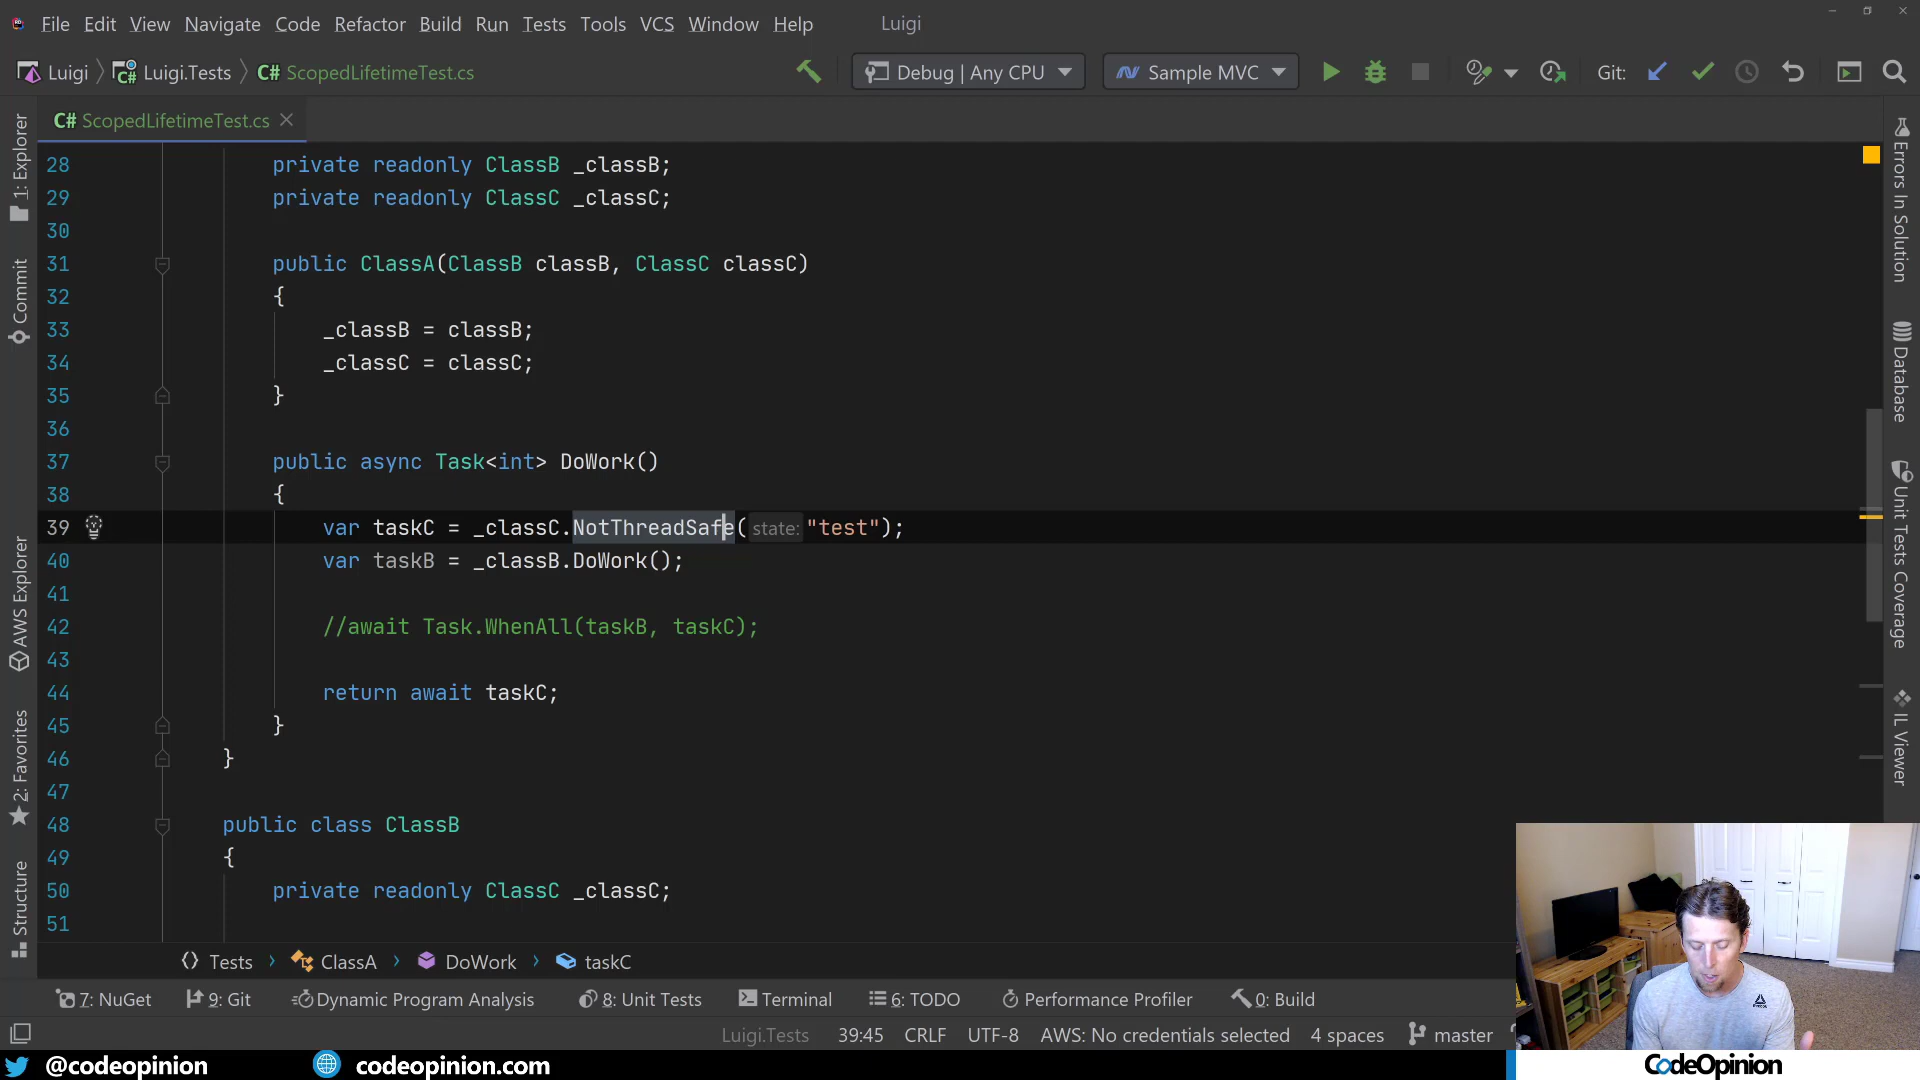 File Edit View Navigate Code Refactor Build Run Tests Tools VCS Window Help Luigi
Luigi Luigi.Tests C# ScopedLifetimeTest.cs Debug | Any CPU Sample MVC Git:
C# ScopedLifetimeTest.cs
1: Explorer
Commit
AWS Explorer
2: Favorites
Structure
28 private readonly ClassB _classB;
29 private readonly ClassC _classC;
30
31 public ClassA(ClassB classB, ClassC classC)
32 {
33 _classB = classB;
34 _classC = classC;
35 }
36
37 public async Task<int> DoWork()
38 {
39 var taskC = _classC.NotThreadSafe( state: "test");
40 var taskB = _classB.DoWork();
41
42 //await Task.WhenAll(taskB, taskC);
43
44 return await taskC;
45 }
46 }
47
48 public class ClassB
49 {
50 private readonly ClassC _classC;
51
Errors In Solution
Database
Unit Tests Coverage
IL Viewer
Tests ClassA DoWork taskC
7: NuGet 9: Git Dynamic Program Analysis 8: Unit Tests Terminal 6: TODO Performance Profiler 0: Build
Luigi.Tests 39:45 CRLF UTF-8 AWS: No credentials selected 4 spaces master
@codeopinion codeopinion.com CodeOpinion